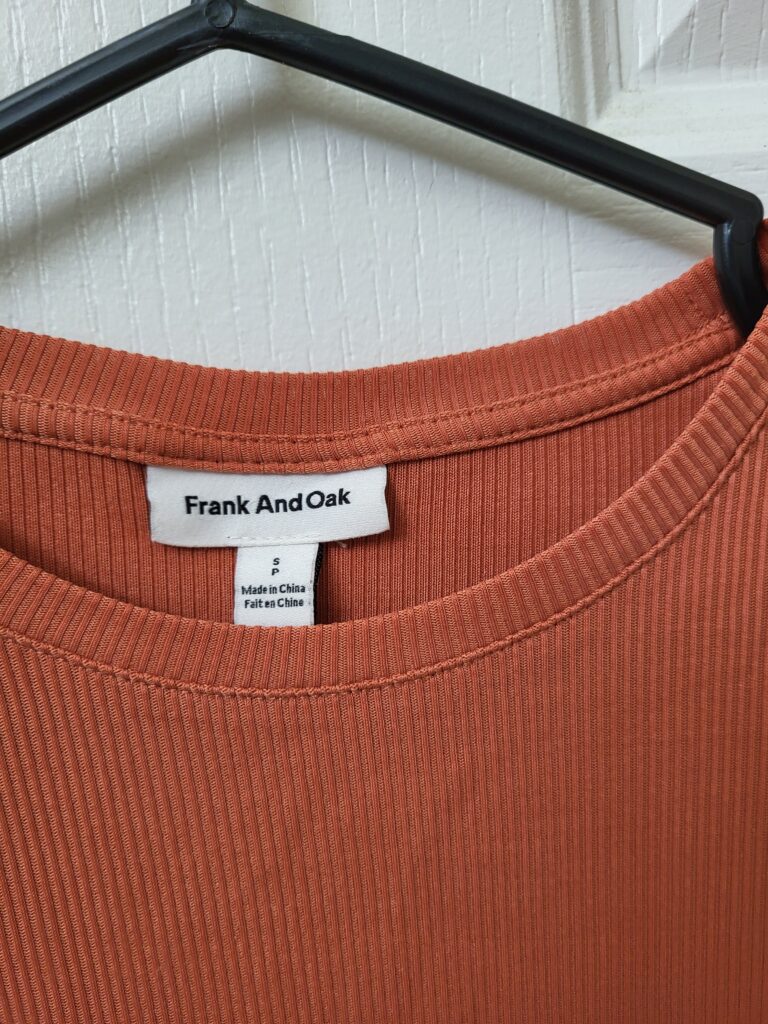 Frank And Oak
S
P
Made in China
Fait en Chine